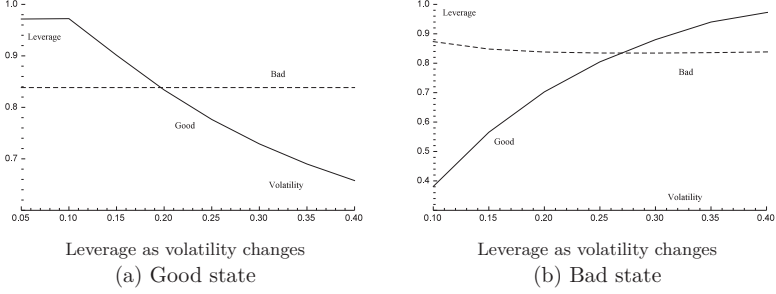 1.0
Leverage
0.9
Bad
0.8
Good
0.7
Volatility
0.05 0.10 0.15 0.20 0.25 0.30 0.35 0.40
Leverage as volatility changes
(a) Good state
1.0
Leverage
0.9
0.8
Bad
0.7
0.6
Good
0.5
0.4
Volatility
0.10 0.15 0.20 0.25 0.30 0.35 0.40
Leverage as volatility changes
(b) Bad state